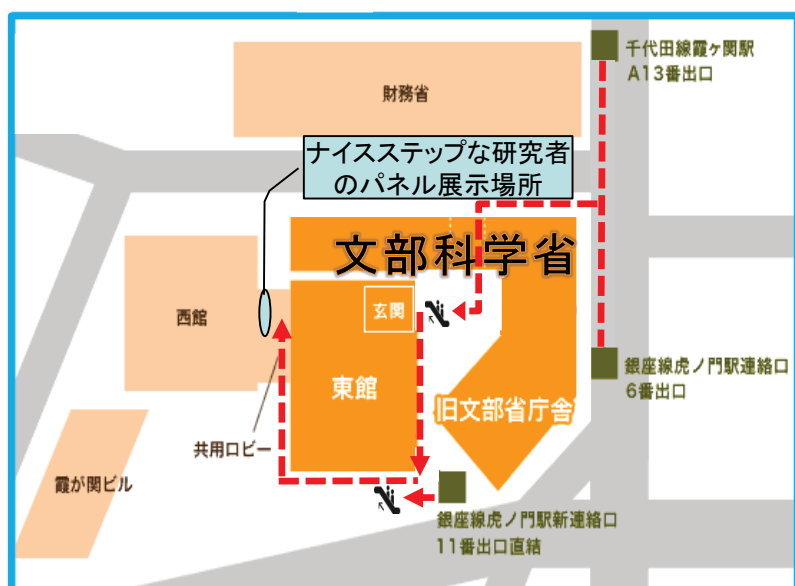 千代田線霞ヶ関駅
A13番出口
財務省
ナイスステップな研究者
のパネル展示場所
文部科学省
西館
玄関
東館
旧文部省庁舎
銀座線虎ノ門駅連絡口
6番出口
共用ロビー
霞が関ビル
銀座線虎ノ門駅新連絡口
11番出口直結